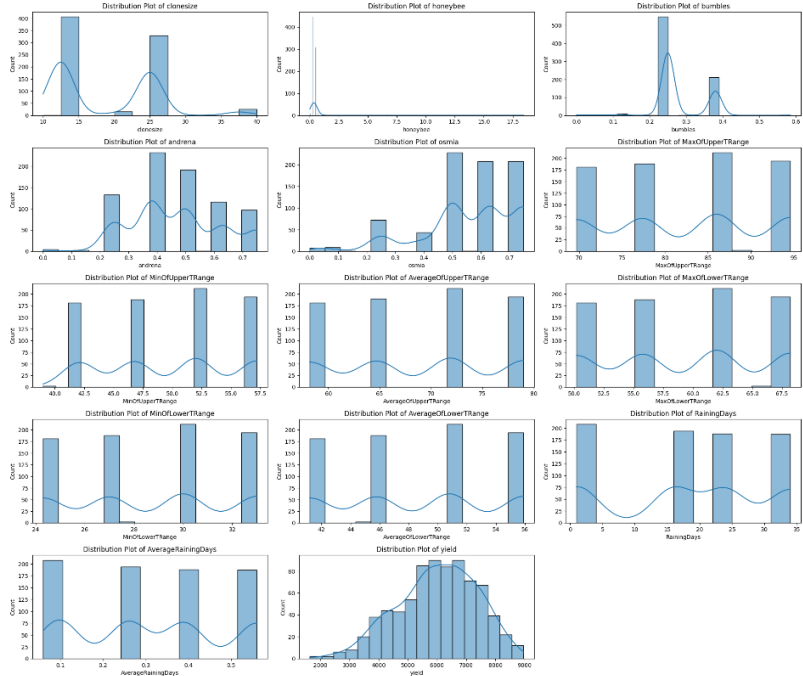 Distribution Plot of clonesize
Count
400
350
300
250
200
150
100
50
0
10 15 20 25 30 35 40
clonesize
Distribution Plot of honeybee
Count
400
300
200
100
0
0.0 2.5 5.0 7.5 10.0 12.5 15.0 17.5
honeybee
Distribution Plot of bumbles
Count
500
400
300
200
100
0
0.0 0.1 0.2 0.3 0.4 0.5 0.6
bumbles
Distribution Plot of andrena
Count
200
150
100
50
0
0.0 0.1 0.2 0.3 0.4 0.5 0.6 0.7
andrena
Distribution Plot of osmia
Count
200
150
100
50
0
0.0 0.1 0.2 0.3 0.4 0.5 0.6 0.7
osmia
Distribution Plot of MaxOfUpperTRange
Count
200
175
150
125
100
75
50
25
0
70 75 80 85 90 95
MaxOfUpperTRange
Distribution Plot of MinOfUpperTRange
Count
200
175
150
125
100
75
50
25
0
40.0 42.5 45.0 47.5 50.0 52.5 55.0 57.5
MinOfUpperTRange
Distribution Plot of AverageOfUpperTRange
Count
200
175
150
125
100
75
50
25
0
60 65 70 75 80
AverageOfUpperTRange
Distribution Plot of MaxOfLowerTRange
Count
200
175
150
125
100
75
50
25
0
50.0 52.5 55.0 57.5 60.0 62.5 65.0 67.5
MaxOfLowerTRange
Distribution Plot of MinOfLowerTRange
Count
200
175
150
125
100
75
50
25
0
24 26 28 30 32
MinOfLowerTRange
Distribution Plot of AverageOfLowerTRange
Count
200
175
150
125
100
75
50
25
0
42 44 46 48 50 52 54 56
AverageOfLowerTRange
Distribution Plot of RainingDays
Count
200
175
150
125
100
75
50
25
0
0 5 10 15 20 25 30 35
RainingDays
Distribution Plot of AverageRainingDays
Count
200
175
150
125
100
75
50
25
0
0.1 0.2 0.3 0.4 0.5
AverageRainingDays
Distribution Plot of yield
Count
80
60
40
20
0
2000 3000 4000 5000 6000 7000 8000 9000
yield